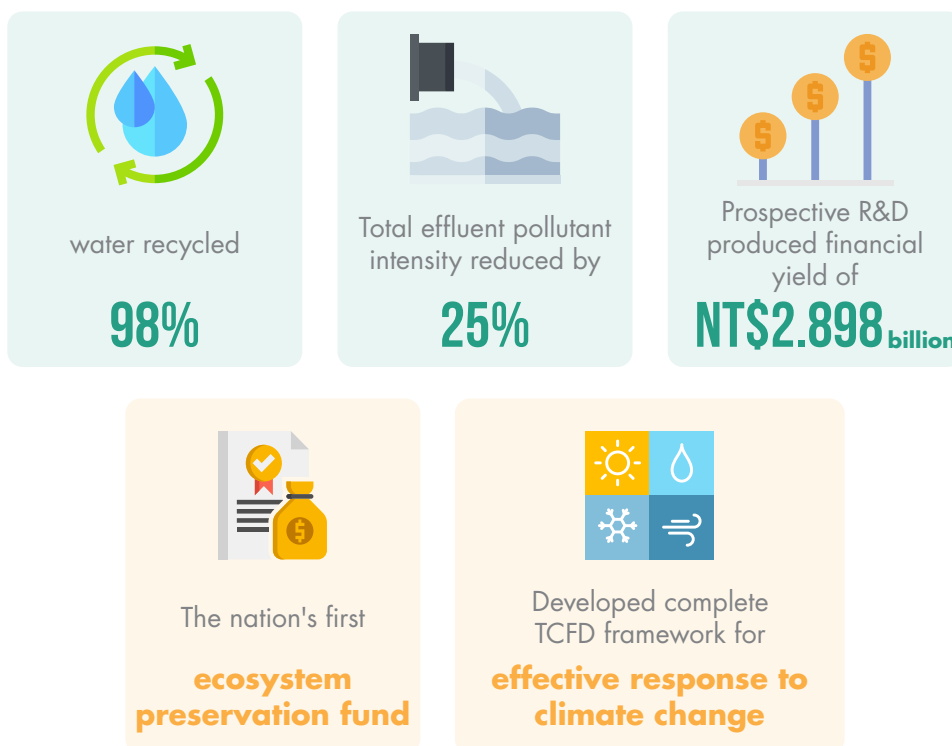 water recycled
98%
Total effluent pollutant
intensity reduced by
25%
Prospective R&D
produced financial
yield of
NT$2.898 billion
The nation's first
ecosystem
preservation fund
Developed complete
TCFD framework for
effective response to
climate change